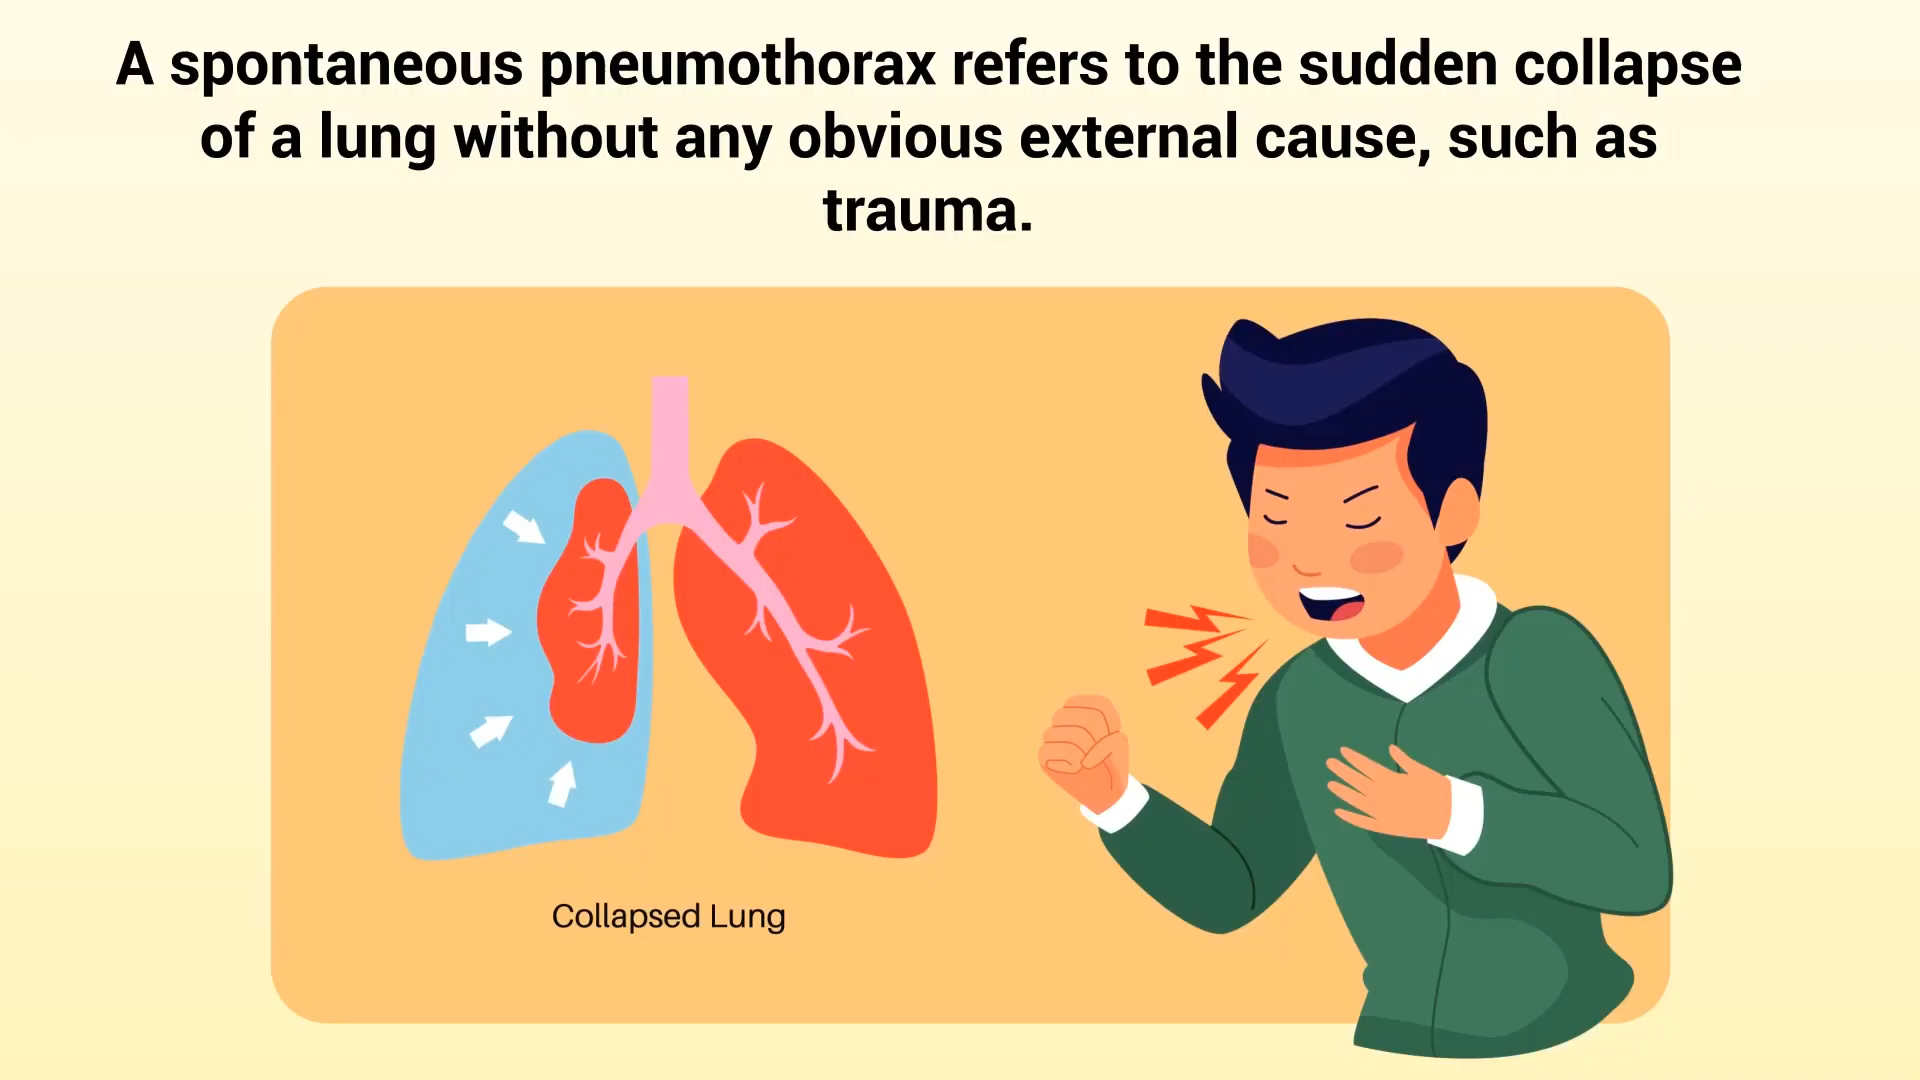 A spontaneous pneumothorax refers to the sudden collapse
of a lung without any obvious external cause, such as
trauma.
Collapsed Lung